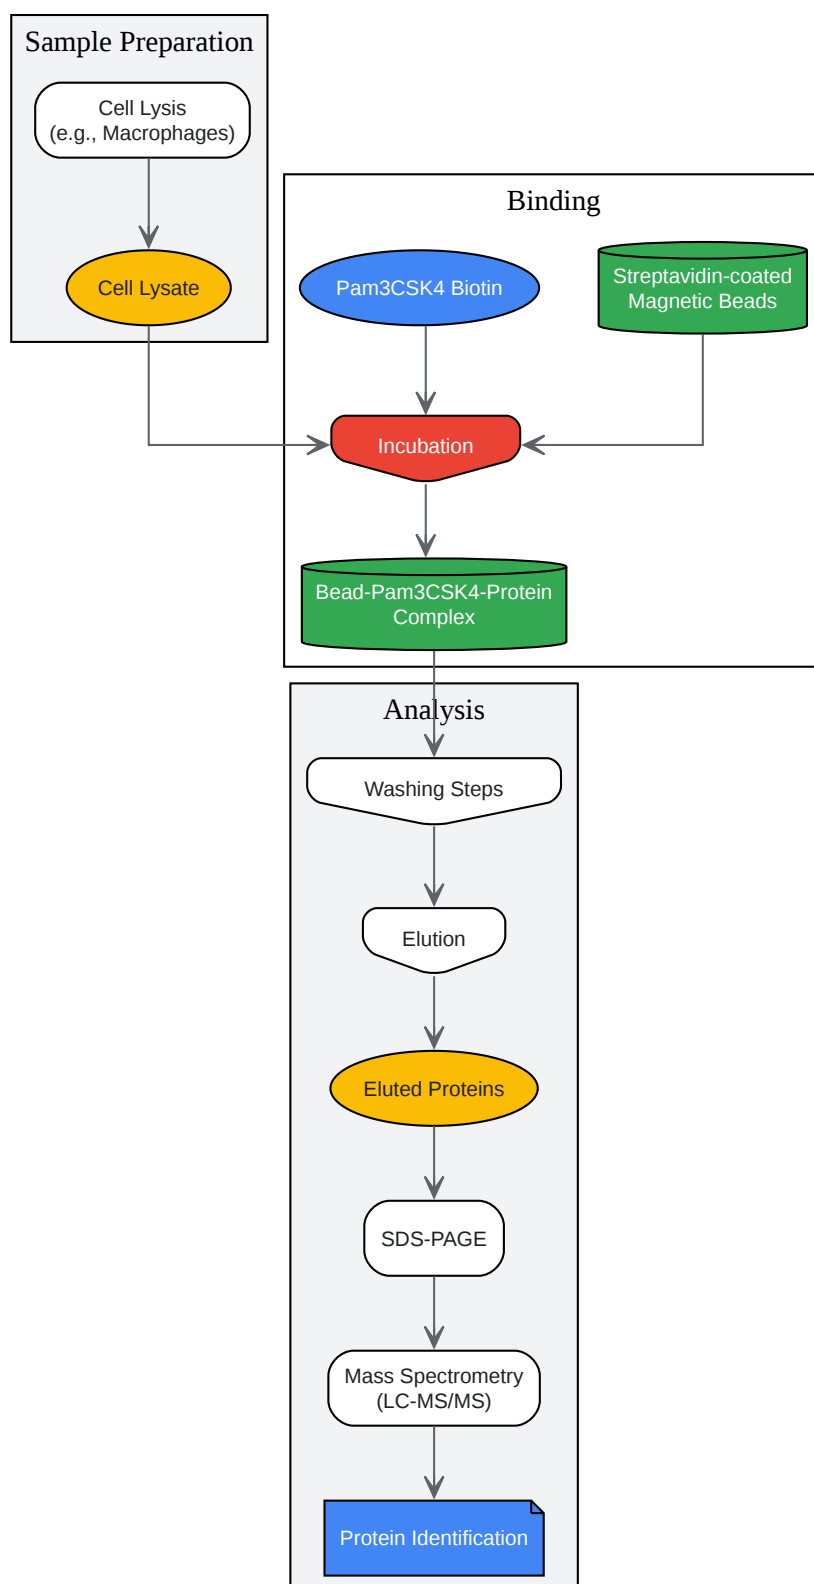 Sample Preparation
Cell Lysis
(e.g., Macrophages)
Cell Lysate
Binding
Pam3CSK4 Biotin
Streptavidin-coated
Magnetic Beads
Incubation
Bead-Pam3CSK4-Protein
Complex
Analysis
Washing Steps
Elution
Eluted Proteins
SDS-PAGE
Mass Spectrometry
(LC-MS/MS)
Protein Identification